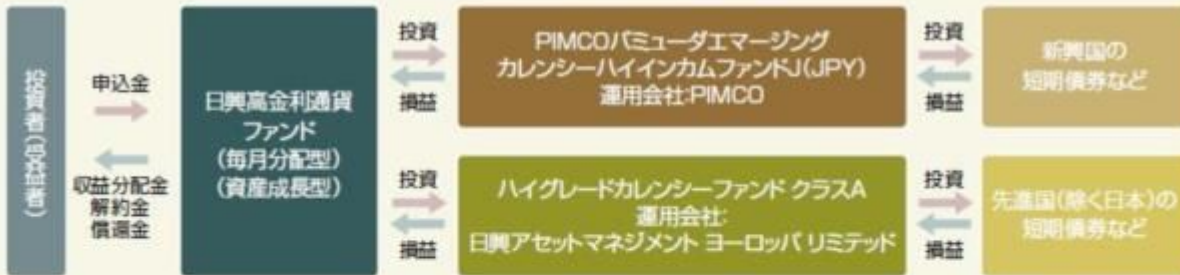 投資者(受益者)
申込金
収益分配金
解約金
償還金
日興高金利通貨
ファンド
(毎月分配型)
(資産成長型)
投資
損益
PIMCOバミューダエマージング
カレンシーハイインカムファンドJ(JPY)
運用会社:PIMCO
投資
損益
新興国の
短期債券など
投資
損益
ハイグレードカレンシーファンド クラスA
運用会社:
日興アセットマネジメント ヨーロッパ リミテッド
投資
損益
先進国(除く日本)の
短期債券など